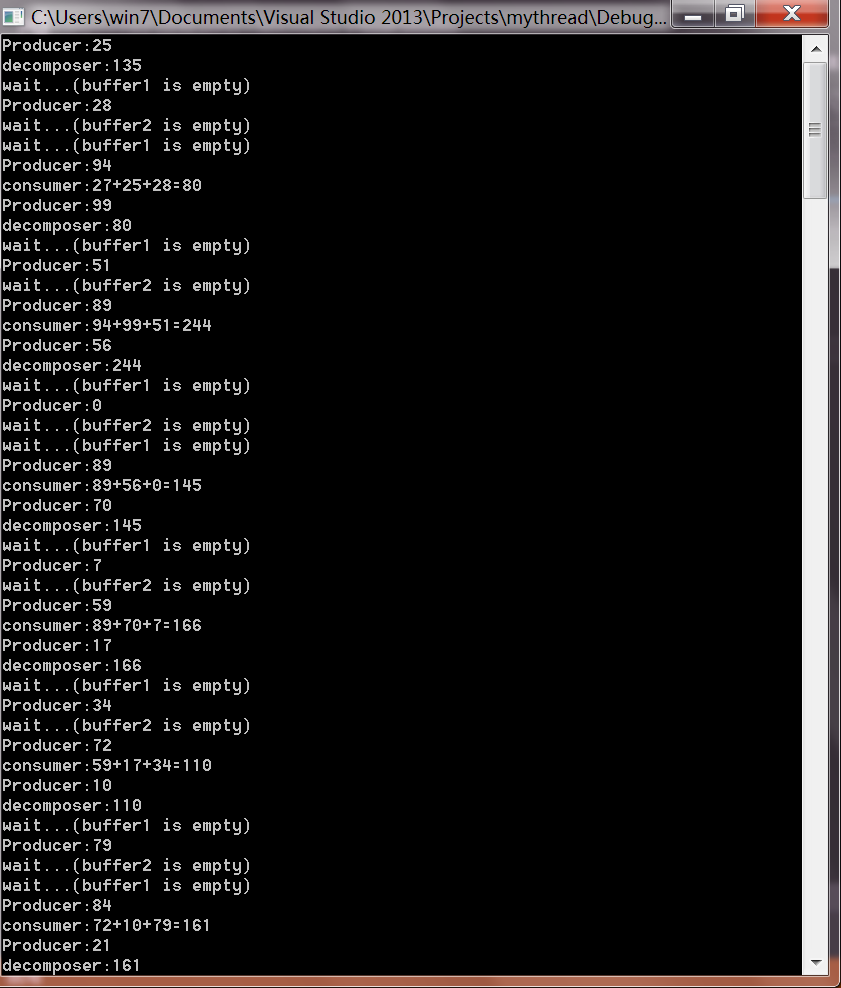 C:\Users\win7\Documents\Visual Studio 2013\Projects\mythread\Debug...
Producer:25
decomposer:135
wait...(buffer1 is empty)
Producer:28
wait...(buffer2 is empty)
wait...(buffer1 is empty)
Producer:94
consumer:27+25+28=80
Producer:99
decomposer:80
wait...(buffer1 is empty)
Producer:51
wait...(buffer2 is empty)
Producer:89
consumer:94+99+51=244
Producer:56
decomposer:244
wait...(buffer1 is empty)
Producer:0
wait...(buffer2 is empty)
wait...(buffer1 is empty)
Producer:89
consumer:89+56+0=145
Producer:70
decomposer:145
wait...(buffer1 is empty)
Producer:7
wait...(buffer2 is empty)
Producer:59
consumer:89+70+7=166
Producer:17
decomposer:166
wait...(buffer1 is empty)
Producer:34
wait...(buffer2 is empty)
Producer:72
consumer:59+17+34=110
Producer:10
decomposer:110
wait...(buffer1 is empty)
Producer:79
wait...(buffer2 is empty)
wait...(buffer1 is empty)
Producer:84
consumer:72+10+79=161
Producer:21
decomposer:161